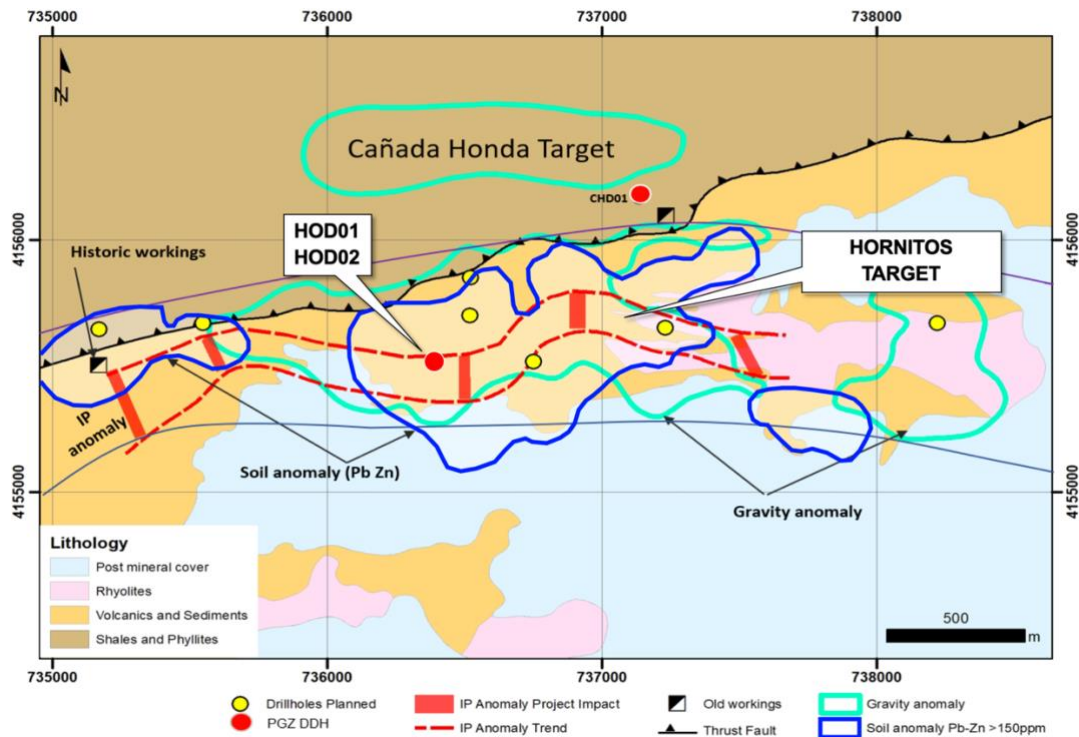 735000
736000
737000
738000
N
Cañada Honda Target
CHD01
4156000
4156000
HOD01
HOD02
Historic workings
HORNITOS
TARGET
IP
anomaly
Soil anomaly (Pb Zn)
4155000
4155000
Gravity anomaly
Lithology
Post mineral cover
Rhyolites
Volcanics and Sediments
Shales and Phyllites
500
m
735000
736000
737000
738000
Drillholes Planned
IP Anomaly Project Impact
Old workings
Gravity anomaly
PGZ DDH
IP Anomaly Trend
Thrust Fault
Soil anomaly Pb-Zn >150ppm